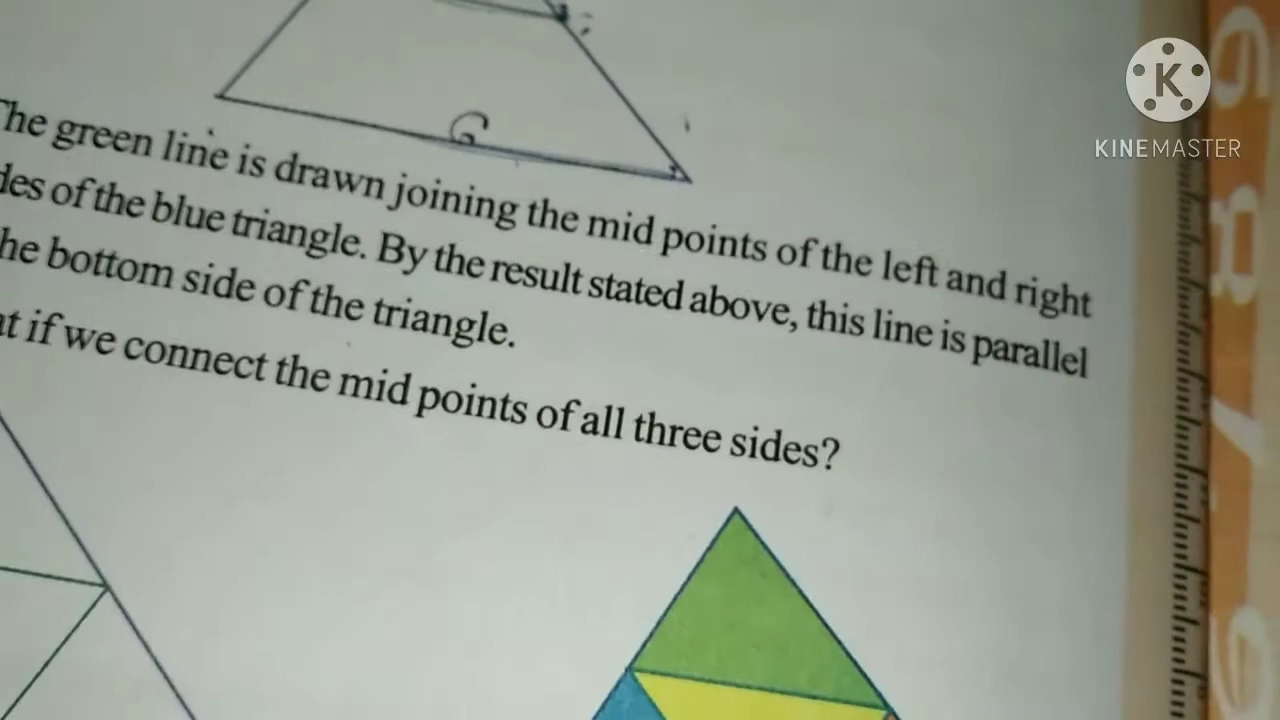 G
The green line is drawn joining the mid points of the left and right
des of the blue triangle. By the result stated above, this line is parallel
he bottom side of the triangle.
at if we connect the mid points of all three sides?
K
KINEMASTER